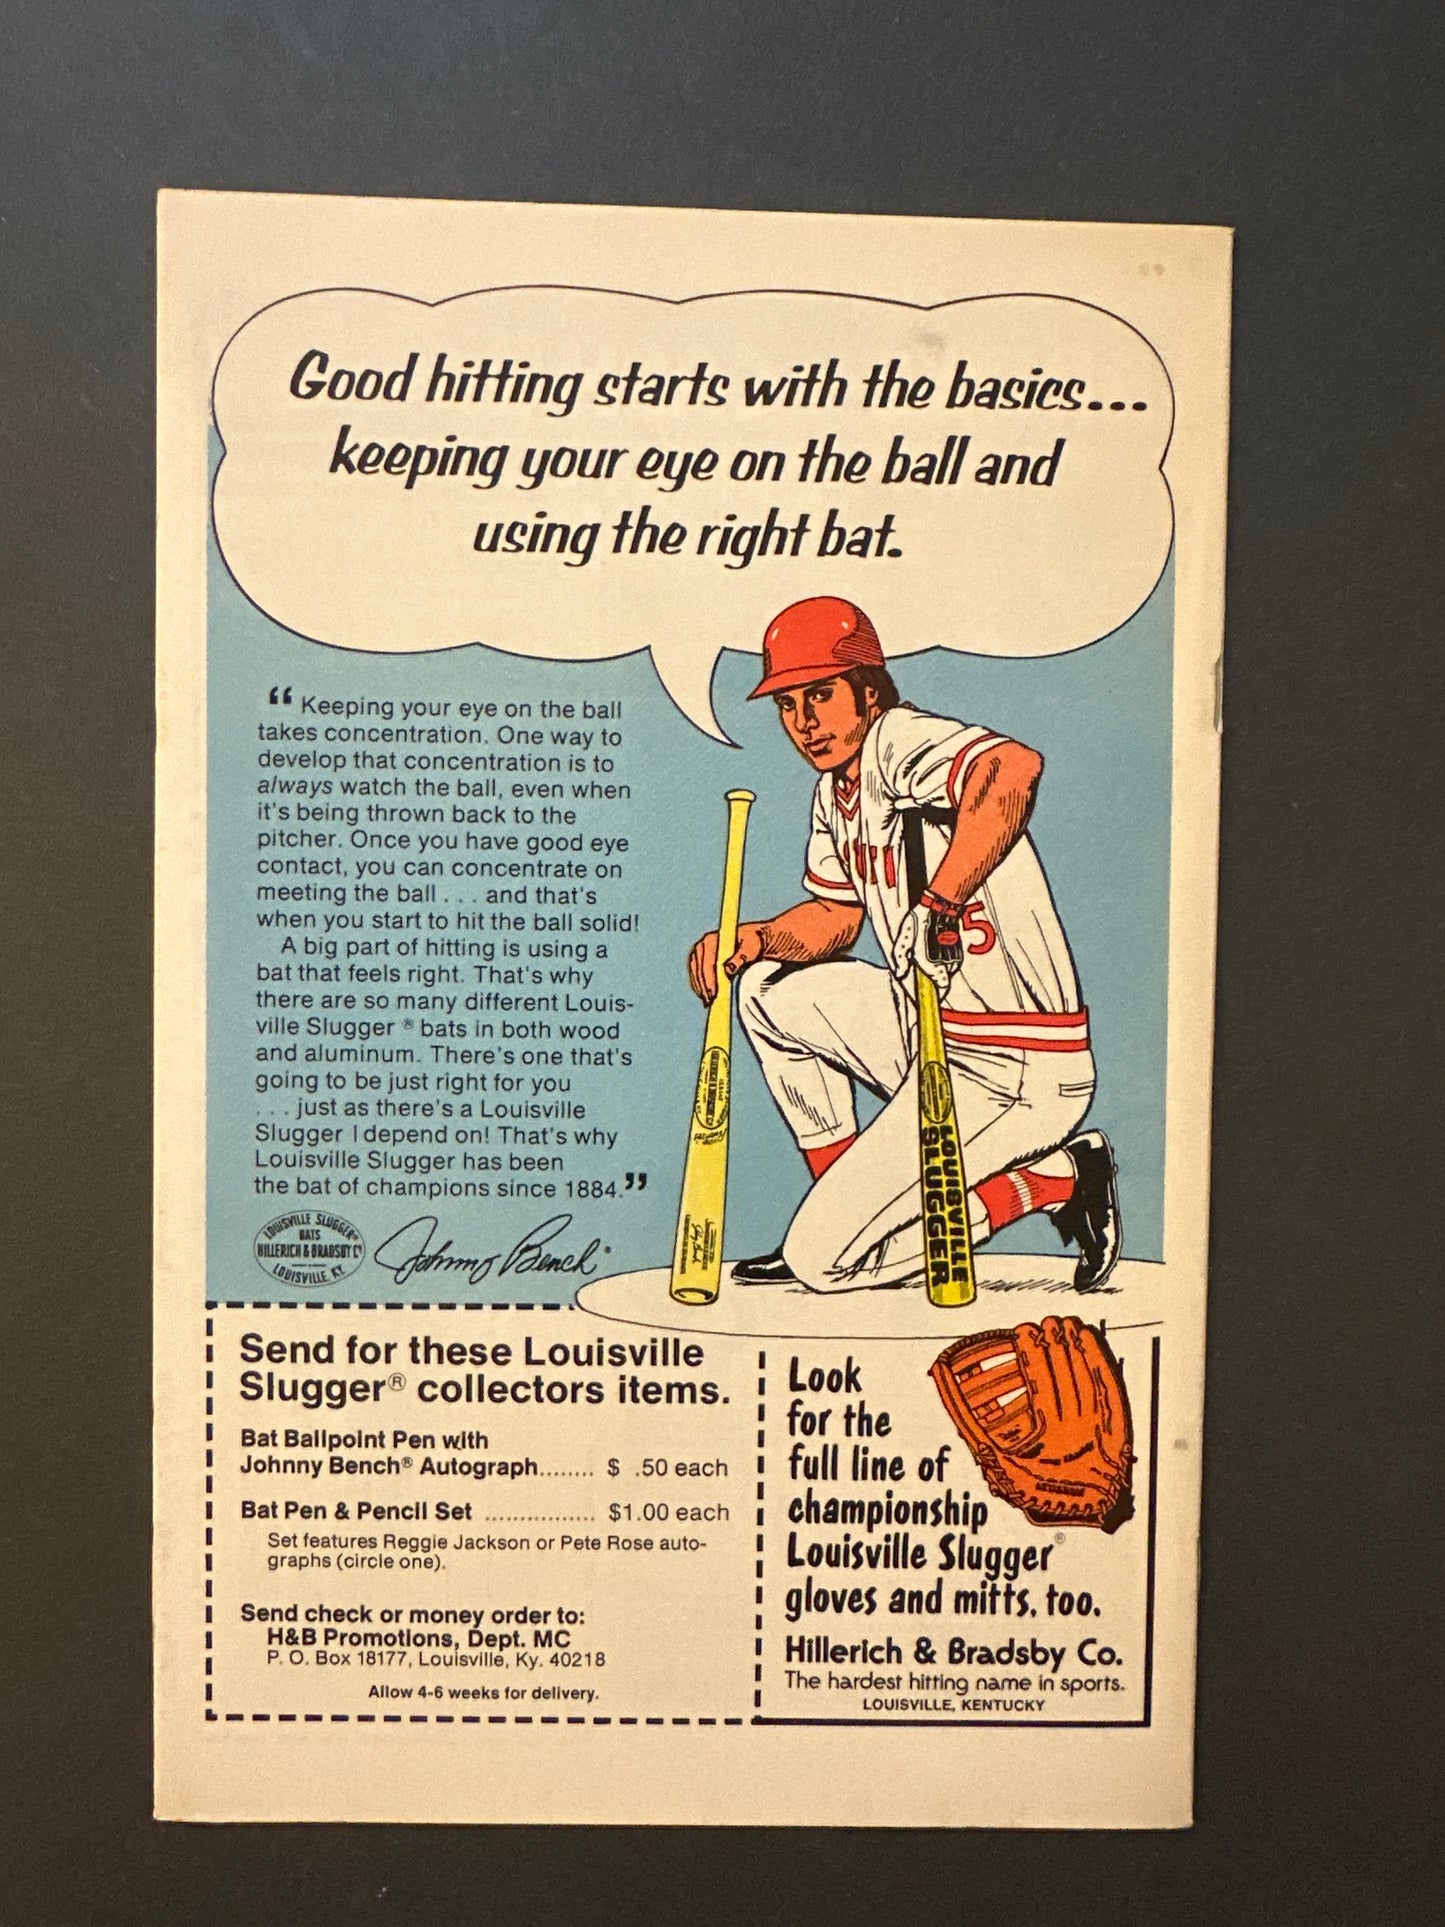 Good hitting starts with the basics...
keeping your eye on the ball and
using the right bat.
“ Keeping your eye on the ball
takes concentration. One way to
develop that concentration is to
always watch the ball, even when
it's being thrown back to the
pitcher. Once you have good eye
contact, you can concentrate on
meeting the ball . . . and that's
when you start to hit the ball solid!
A big part of hitting is using a
bat that feels right. That's why
there are so many different Louis-
ville Slugger ® bats in both wood
and aluminum. There's one that's
going to be just right for you
. . . just as there's a Louisville
Slugger I depend on! That's why
Louisville Slugger has been
the bat of champions since 1884.”
LOUISVILLE SLUGGER®
BATS
HILLERICH & BRADSBY Co
LOUISVILLE, KY.
Johnny Bench®
5
LOUISVILLE
SLUGGER
Send for these Louisville
Slugger® collectors items.
Bat Ballpoint Pen with
Johnny Bench® Autograph........ $ .50 each
Bat Pen & Pencil Set ................ $1.00 each
Set features Reggie Jackson or Pete Rose auto-
graphs (circle one).
Send check or money order to:
H&B Promotions, Dept. MC
P. O. Box 18177, Louisville, Ky. 40218
Allow 4-6 weeks for delivery.
Look
for the
full line of
championship
Louisville Slugger®
gloves and mitts, too.
Hillerich & Bradsby Co.
The hardest hitting name in sports.
LOUISVILLE, KENTUCKY